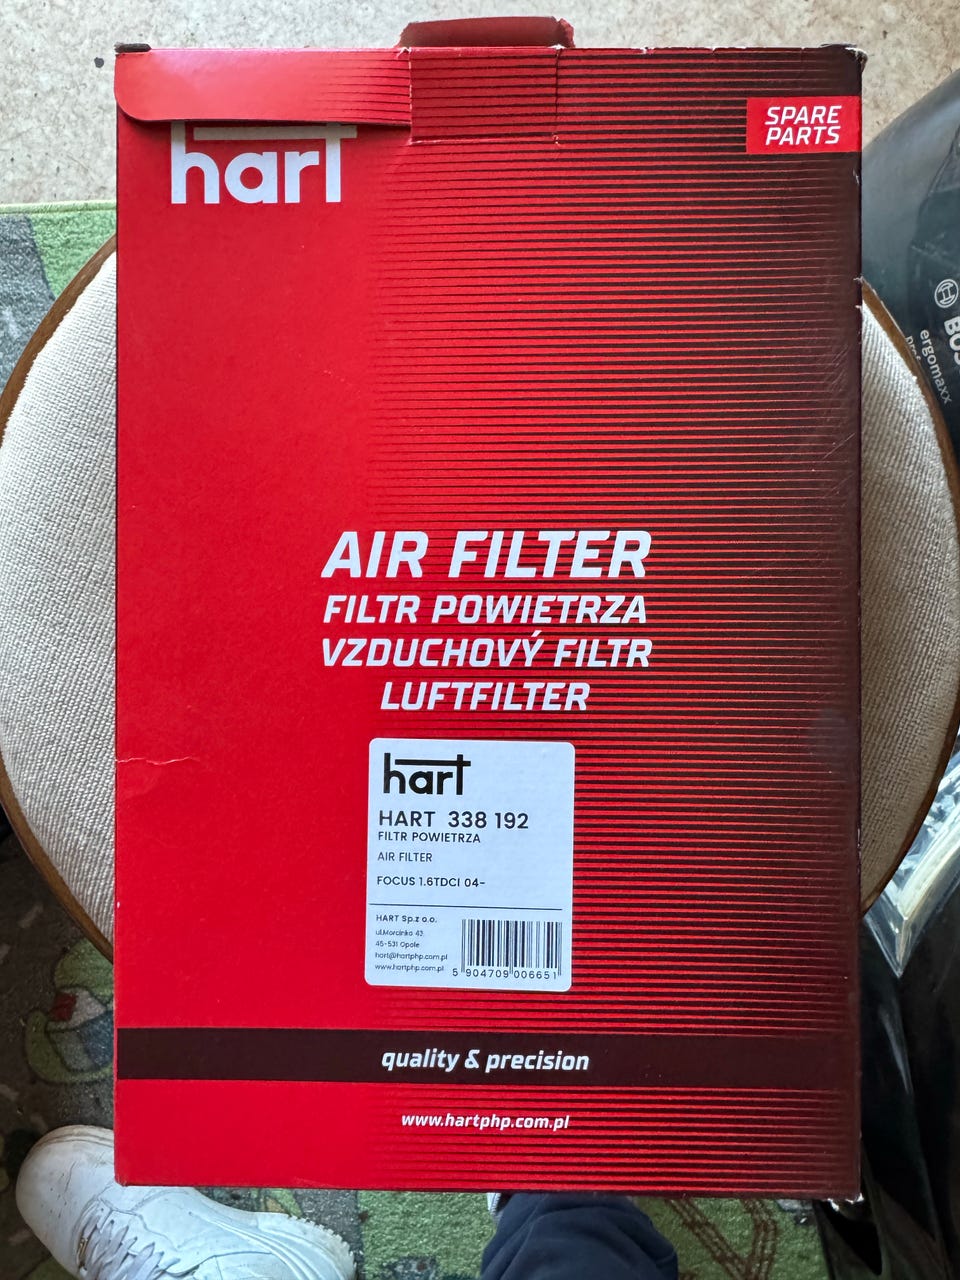 hart
SPARE
PARTS
BOSCH
ergomaxx
AIR FILTER
FILTR POWIETRZA
VZDUCHOVÝ FILTR
LUFTFILTER
hart
HART 338 192
FILTR POWIETRZA
AIR FILTER
FOCUS 1.6TDCI 04-
HART Sp.z o.o.
ul.Morcinka 43
45-531 Opole
hart@hartphp.com.pl
www.hartphp.com.pl
5 904709 006651
quality & precision
www.hartphp.com.pl